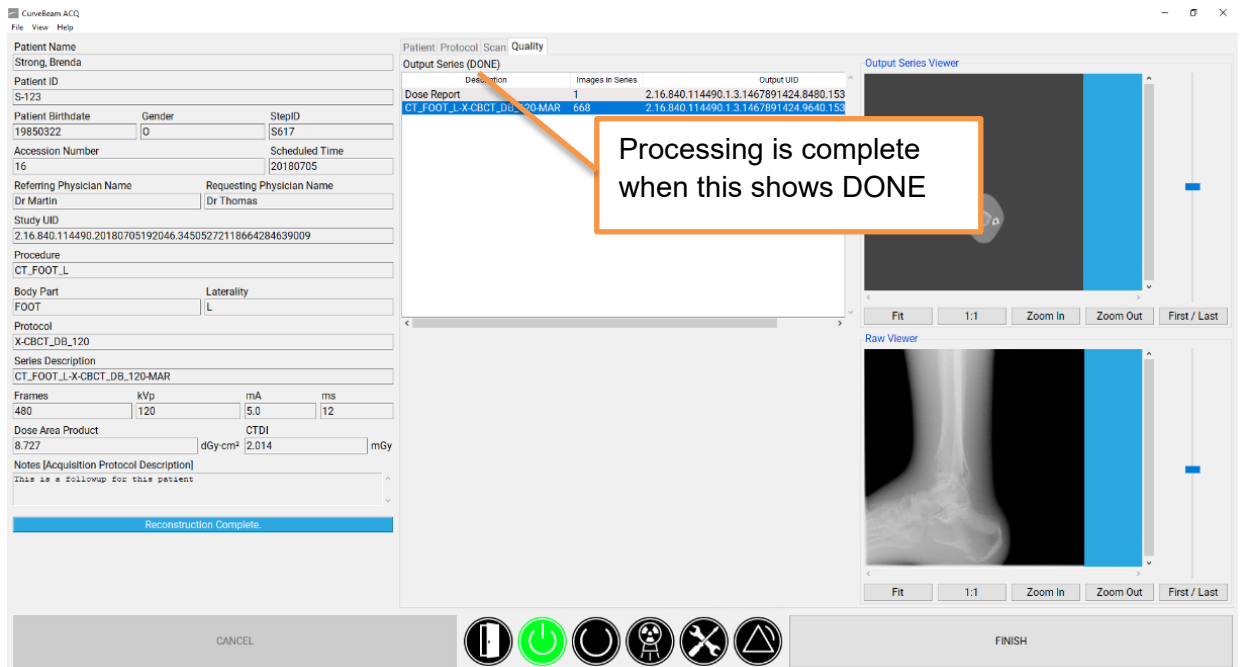 CurveBeam ACQ
File View Help
Patient Name
Strong, Brenda
Patient ID
S-123
Patient Birthdate Gender StepID
19850322 O S617
Accession Number Scheduled Time
16 20180705
Referring Physician Name Requesting Physician Name
Dr Martin Dr Thomas
Study UID
2.16.840.114490.20180705192046.34505272118664284639009
Procedure
CT_FOOT_L
Body Part Laterality
FOOT L
Protocol
X-CBCT_DB_120
Series Description
CT_FOOT_L-X-CBCT_DB_120-MAR
Frames kVp mA ms
480 120 5.0 12
Dose Area Product CTDI
8.727 dGy·cm² 2.014 mGy
Notes [Acquisition Protocol Description]
This is a followup for this patient
Reconstruction Complete.
Patient Protocol Scan Quality
Output Series (DONE)
Images in Series Output UID
Dose Report 1 2.16.840.114490.1.3.1467891424.8480.153
CT_FOOT_L-X-CBCT_DB_120-MAR 668 2.16.840.114490.1.3.1467891424.9640.153
Processing is complete
when this shows DONE
Output Series Viewer
Fit 1:1 Zoom In Zoom Out First / Last
Raw Viewer
Fit 1:1 Zoom In Zoom Out First / Last
CANCEL
FINISH